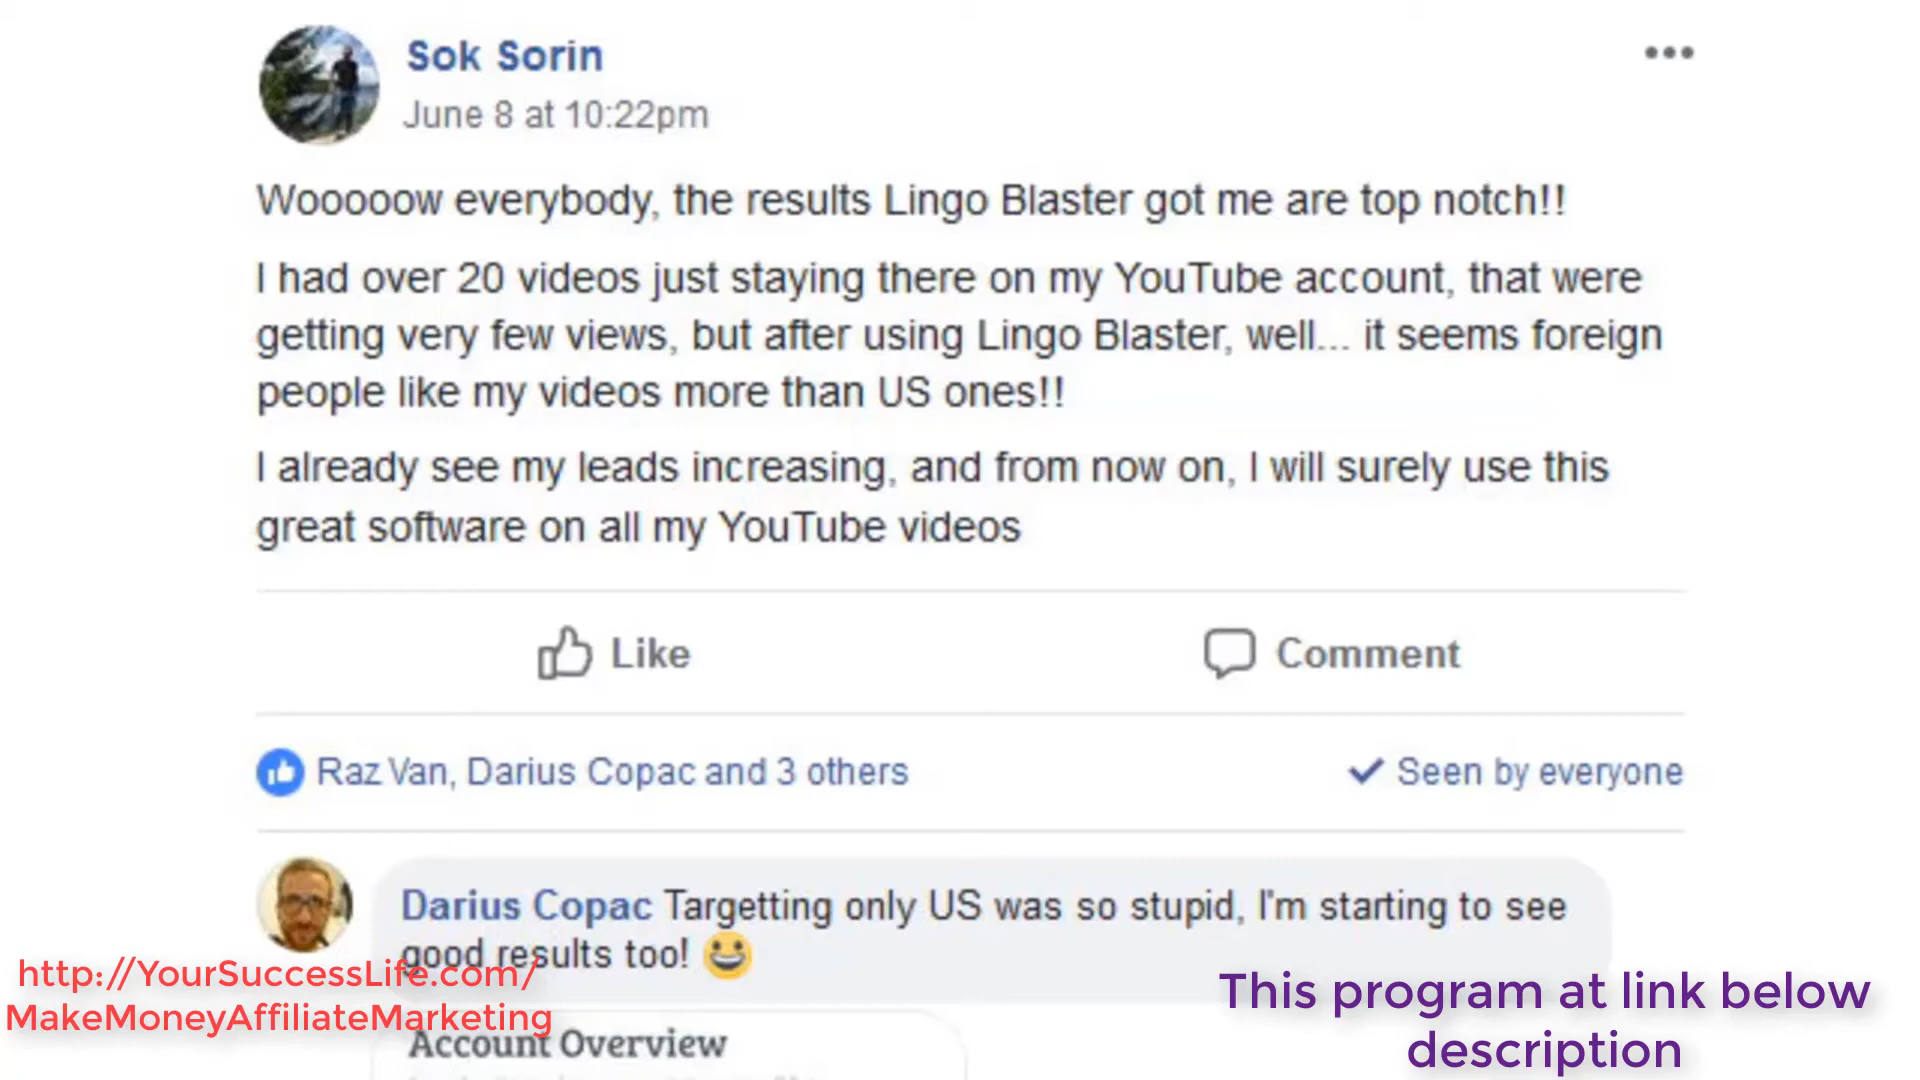 Sok Sorin
June 8 at 10:22pm
Wooooow everybody, the results Lingo Blaster got me are top notch!!
I had over 20 videos just staying there on my YouTube account, that were
getting very few views, but after using Lingo Blaster, well... it seems foreign
people like my videos more than US ones!!
I already see my leads increasing, and from now on, I will surely use this
great software on all my YouTube videos
Like
Comment
Raz Van, Darius Copac and 3 others
Seen by everyone
Darius Copac Targetting only US was so stupid, I'm starting to see
good results too!
http://YourSuccessLife.com/
MakeMoneyAffiliateMarketing
This program at link below
description
Account Overview